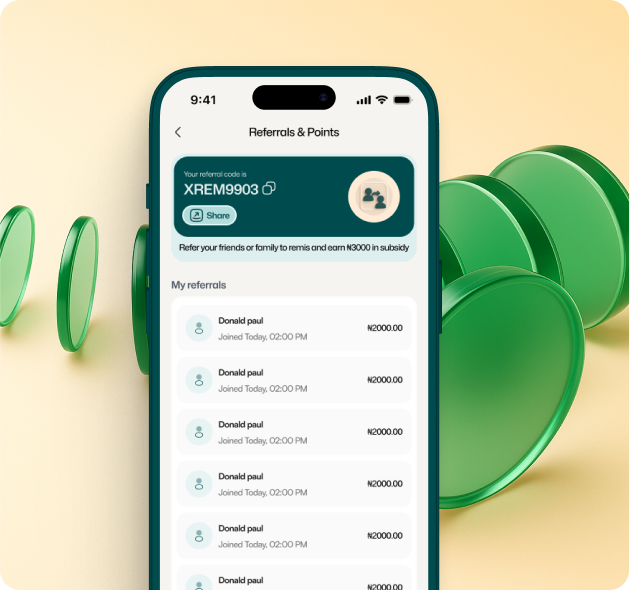 9:41
Referrals & Points
Your referral code is
XREM9903
Share
Refer your friends or family to remis and earn ₦3000 in subsidy
My referrals
Donald paul
Joined Today, 02:00 PM
₦2000.00
Donald paul
Joined Today, 02:00 PM
₦2000.00
Donald paul
Joined Today, 02:00 PM
₦2000.00
Donald paul
Joined Today, 02:00 PM
₦2000.00
Donald paul
Joined Today, 02:00 PM
₦2000.00
Donald paul
₦2000.00